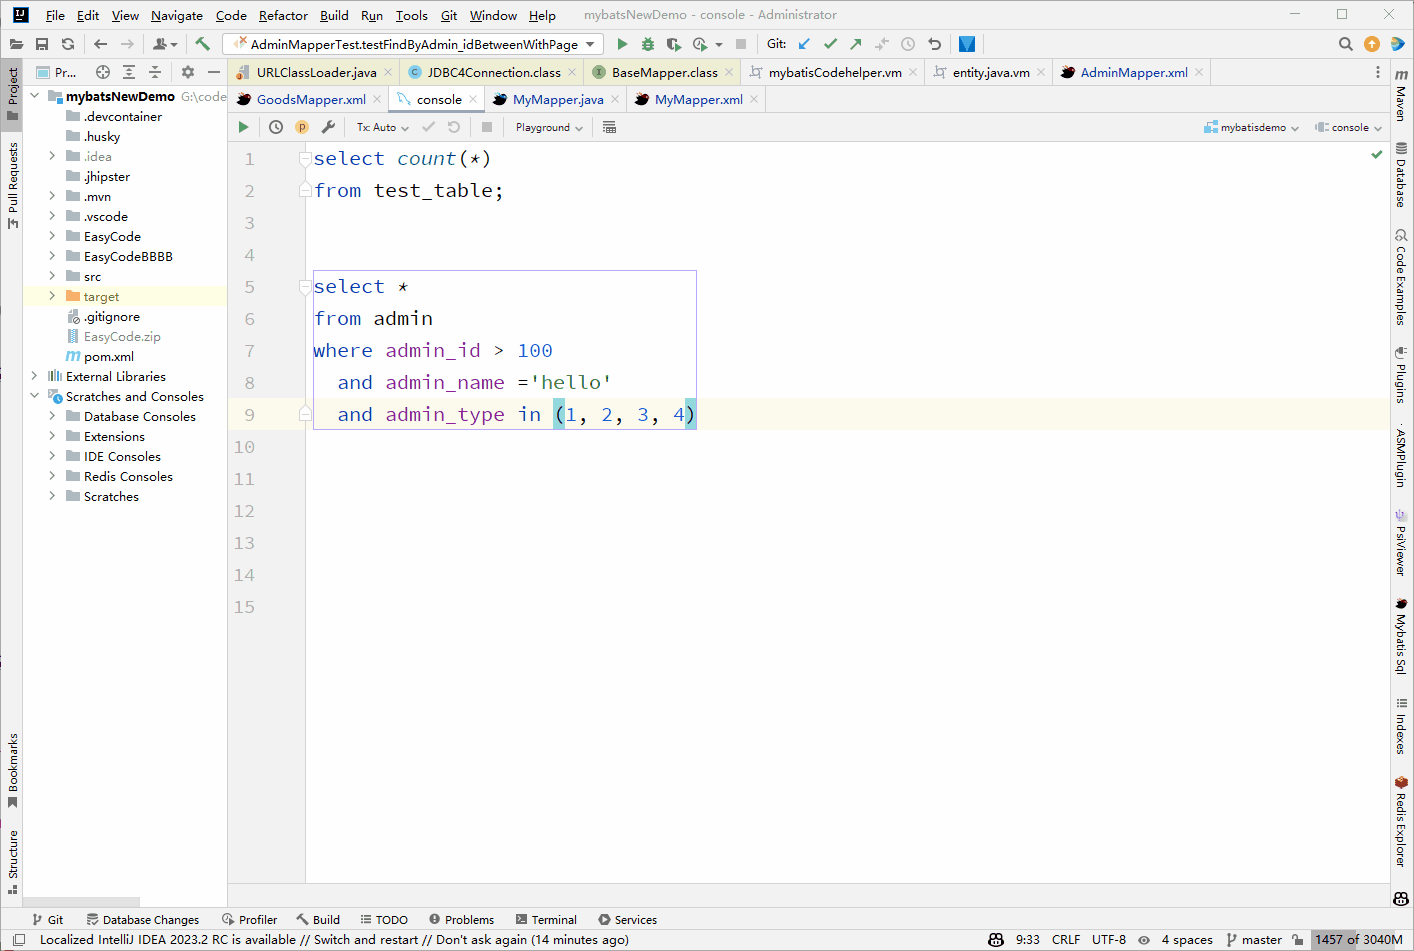 File Edit View Navigate Code Refactor Build Run Tools Git Window Help mybatsNewDemo - console - Administrator
AdminMapperTest.testFindByAdmin_idBetweenWithPage Git:
Pr... URLClassLoader.java JDBC4Connection.class BaseMapper.class mybatisCodehelper.vm entity.java.vm AdminMapper.xml
GoodsMapper.xml console MyMapper.java MyMapper.xml
Tx: Auto Playground mybatisdemo console
Project
Pull Requests
Bookmarks
Structure
mybatsNewDemo G:\code
.devcontainer
.husky
.idea
.jhipster
.mvn
.vscode
EasyCode
EasyCodeBBBB
src
target
.gitignore
EasyCode.zip
pom.xml
External Libraries
Scratches and Consoles
Database Consoles
Extensions
IDE Consoles
Redis Consoles
Scratches
1 select count(*)
2 from test_table;
3
4
5 select *
6 from admin
7 where admin_id > 100
8 and admin_name ='hello'
9 and admin_type in (1, 2, 3, 4)
10
11
12
13
14
15
Maven
Database
Code Examples
Plugins
ASMPlugin
PsiViewer
Mybatis Sql
Indexes
Redis Explorer
Git Database Changes Profiler Build TODO Problems Terminal Services
Localized IntelliJ IDEA 2023.2 RC is available // Switch and restart // Don't ask again (14 minutes ago) 9:33 CRLF UTF-8 4 spaces master 1457 of 3040M